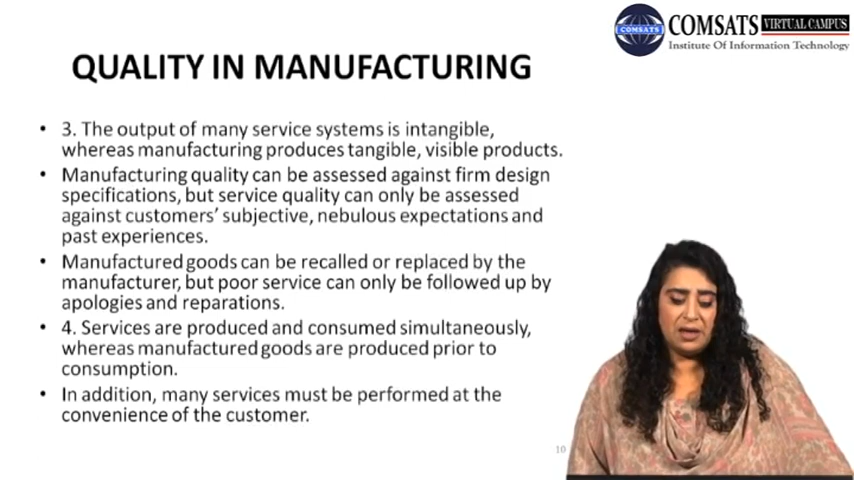 COMSATS
COMSATS VIRTUAL CAMPUS
Institute Of Information Technology
QUALITY IN MANUFACTURING
• 3. The output of many service systems is intangible,
whereas manufacturing produces tangible, visible products.
• Manufacturing quality can be assessed against firm design
specifications, but service quality can only be assessed
against customers' subjective, nebulous expectations and
past experiences.
• Manufactured goods can be recalled or replaced by the
manufacturer, but poor service can only be followed up by
apologies and reparations.
• 4. Services are produced and consumed simultaneously,
whereas manufactured goods are produced prior to
consumption.
• In addition, many services must be performed at the
convenience of the customer.
10